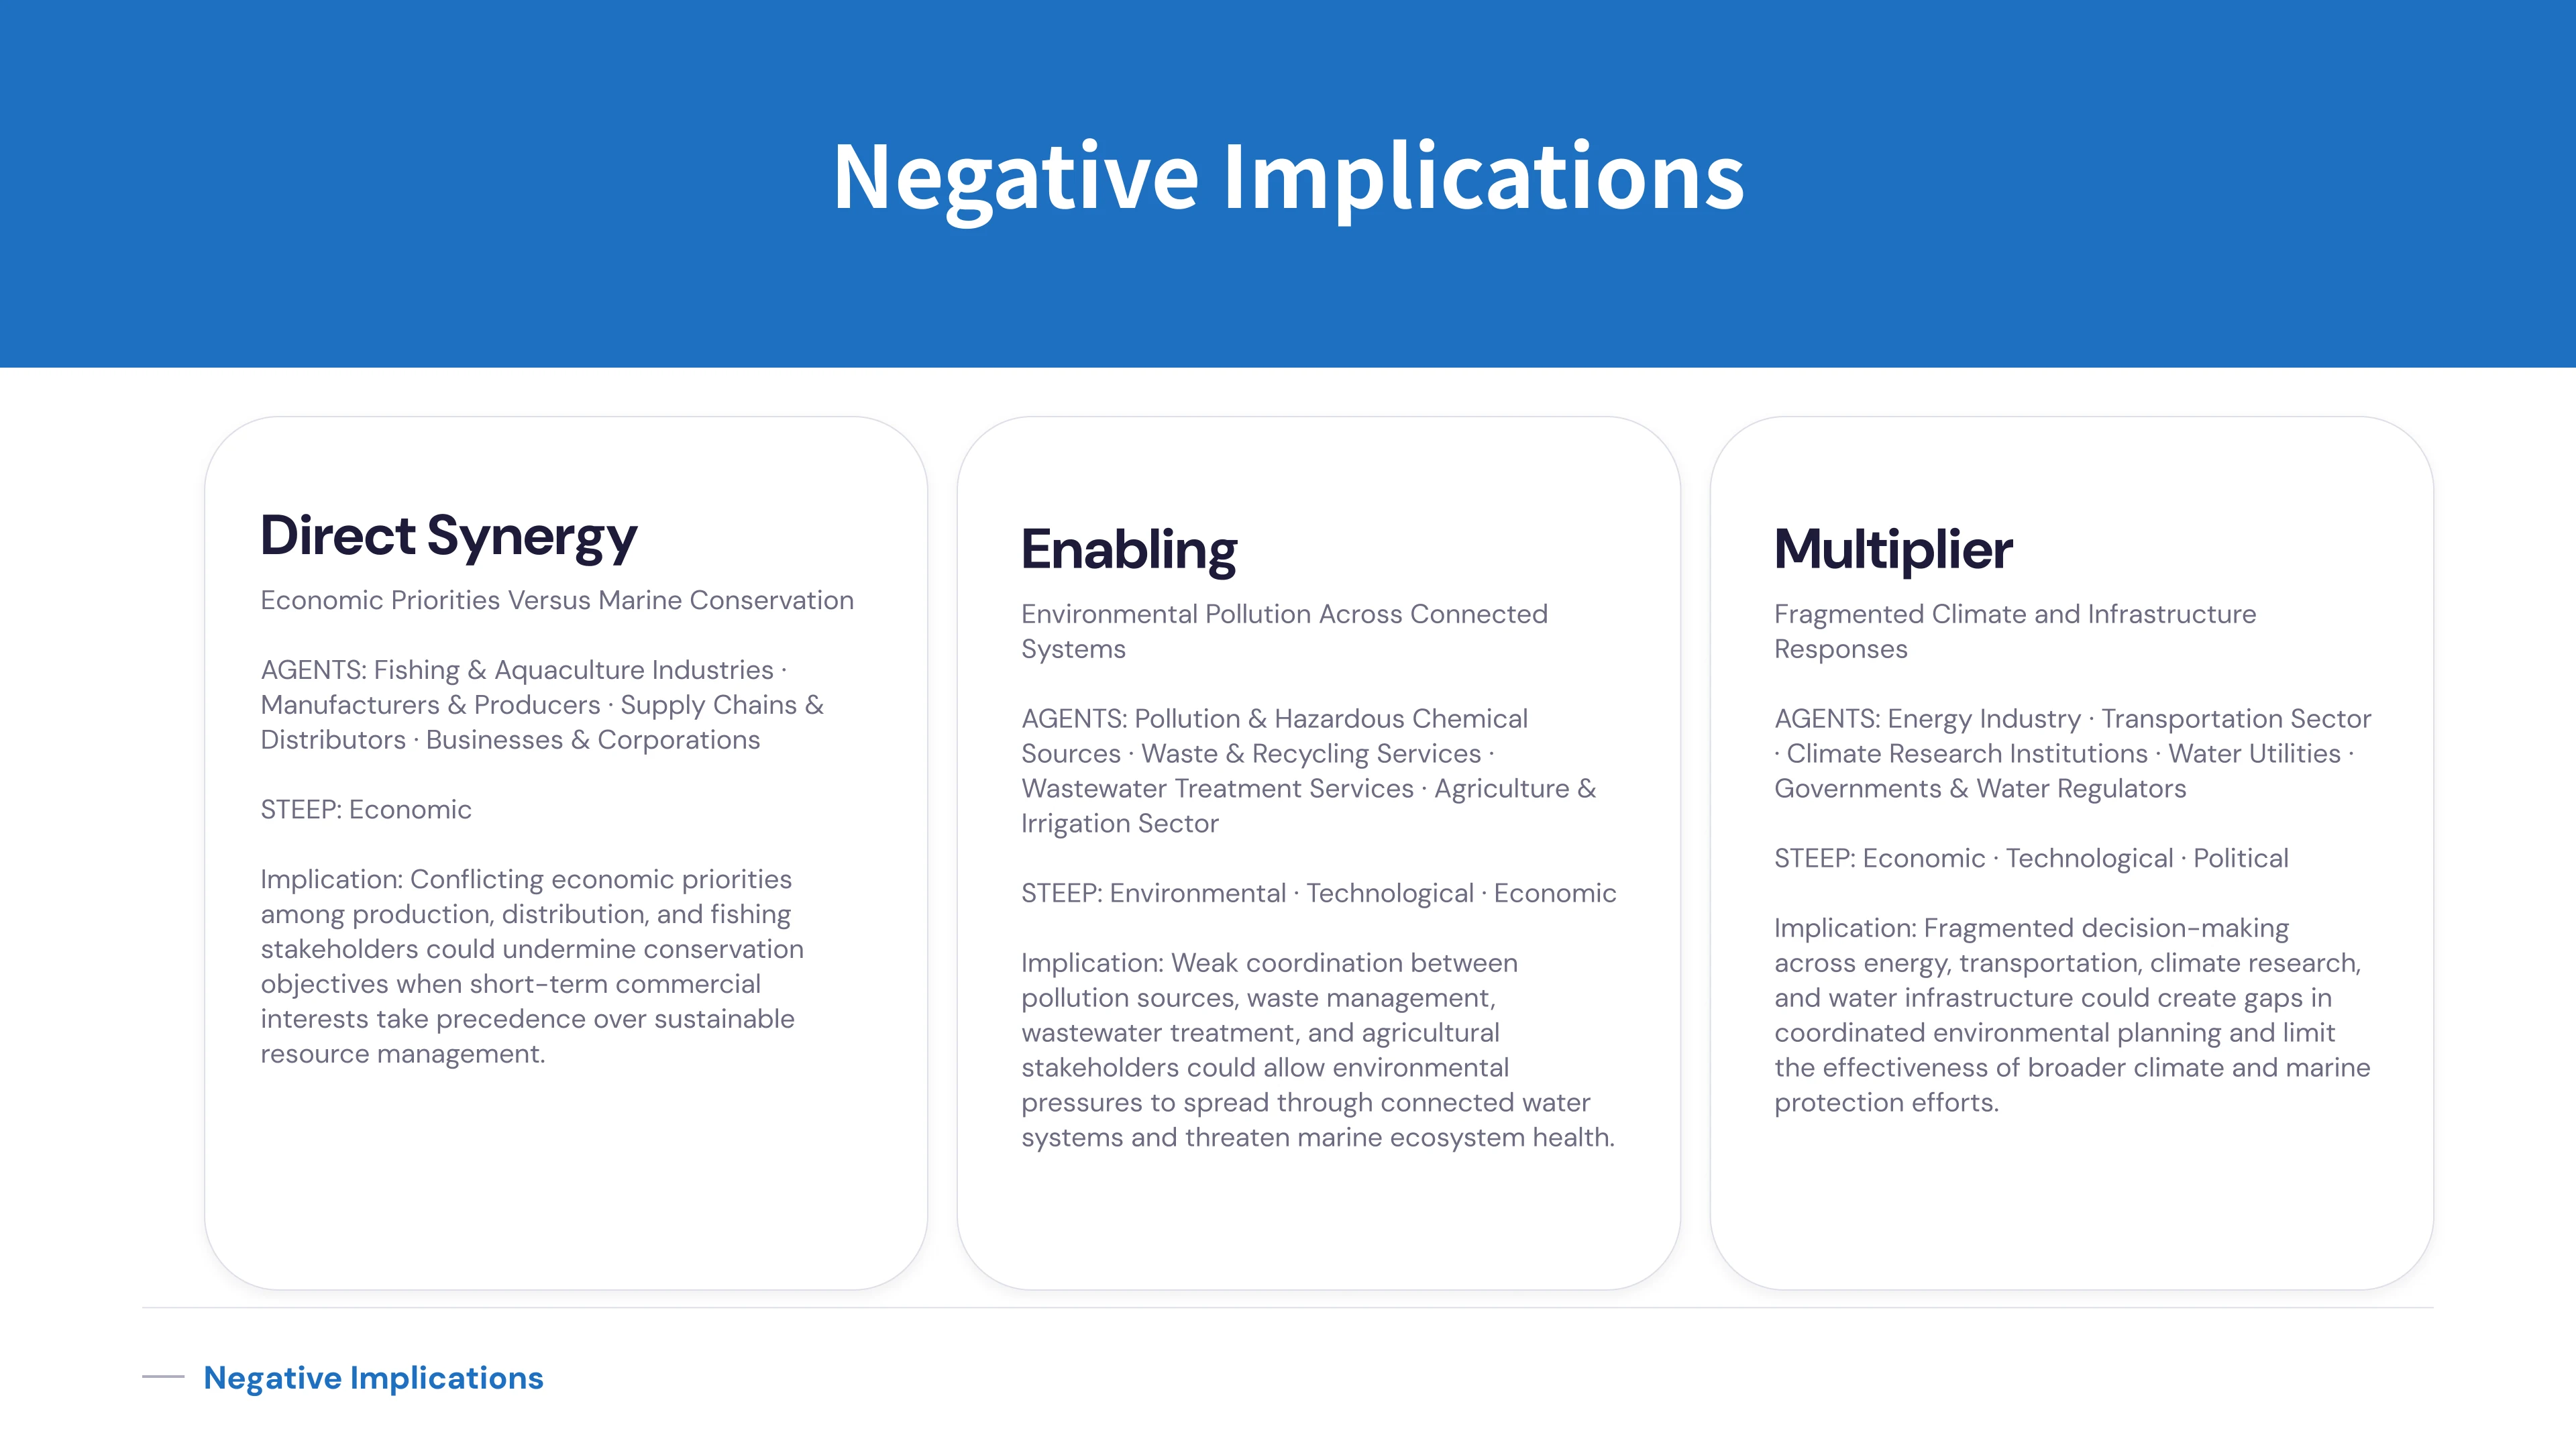 Negative Implications
Direct Synergy
Economic Priorities Versus Marine Conservation
AGENTS: Fishing & Aquaculture Industries ·
Manufacturers & Producers · Supply Chains &
Distributors · Businesses & Corporations
STEEP: Economic
Implication: Conflicting economic priorities
among production, distribution, and fishing
stakeholders could undermine conservation
objectives when short-term commercial
interests take precedence over sustainable
resource management.
Enabling
Environmental Pollution Across Connected
Systems
AGENTS: Pollution & Hazardous Chemical
Sources · Waste & Recycling Services ·
Wastewater Treatment Services · Agriculture &
Irrigation Sector
STEEP: Environmental · Technological · Economic
Implication: Weak coordination between
pollution sources, waste management,
wastewater treatment, and agricultural
stakeholders could allow environmental
pressures to spread through connected water
systems and threaten marine ecosystem health.
Multiplier
Fragmented Climate and Infrastructure
Responses
AGENTS: Energy Industry · Transportation Sector
· Climate Research Institutions · Water Utilities ·
Governments & Water Regulators
STEEP: Economic · Technological · Political
Implication: Fragmented decision-making
across energy, transportation, climate research,
and water infrastructure could create gaps in
coordinated environmental planning and limit
the effectiveness of broader climate and marine
protection efforts.
Negative Implications